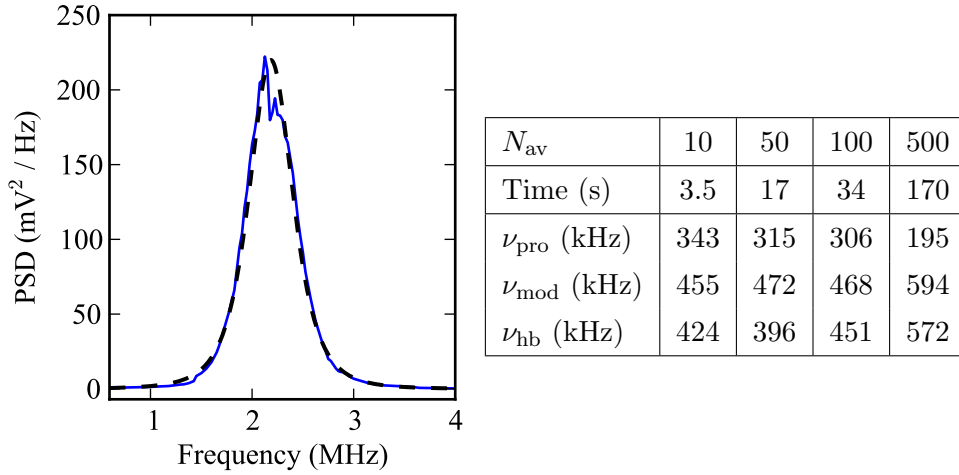 250
200
150
100
50
0
PSD (mV² / Hz)
1 2 3 4
Frequency (MHz)
N_av 10 50 100 500
Time (s) 3.5 17 34 170
ν_pro (kHz) 343 315 306 195
ν_mod (kHz) 455 472 468 594
ν_hb (kHz) 424 396 451 572